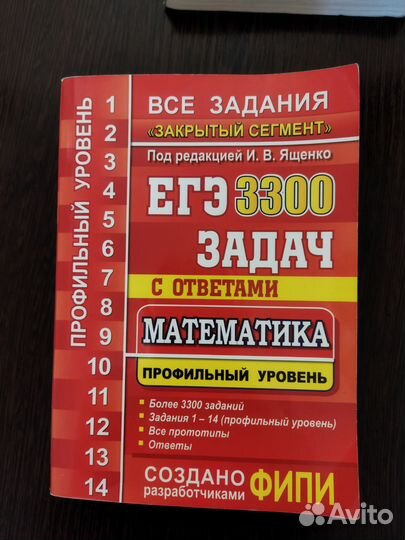 ПРОФИЛЬНЫЙ УРОВЕНЬ
1
2
3
4
5
6
7
8
9
10
11
12
13
14
ВСЕ ЗАДАНИЯ
«ЗАКРЫТЫЙ СЕГМЕНТ»
Под редакцией И. В. Ященко
ЕГЭ 3300
ЗАДАЧ
С ОТВЕТАМИ
МАТЕМАТИКА
ПРОФИЛЬНЫЙ УРОВЕНЬ
• Более 3300 заданий
• Задания 1 – 14 (профильный уровень)
• Все прототипы
• Ответы
СОЗДАНО
разработчиками ФИПИ
Avito